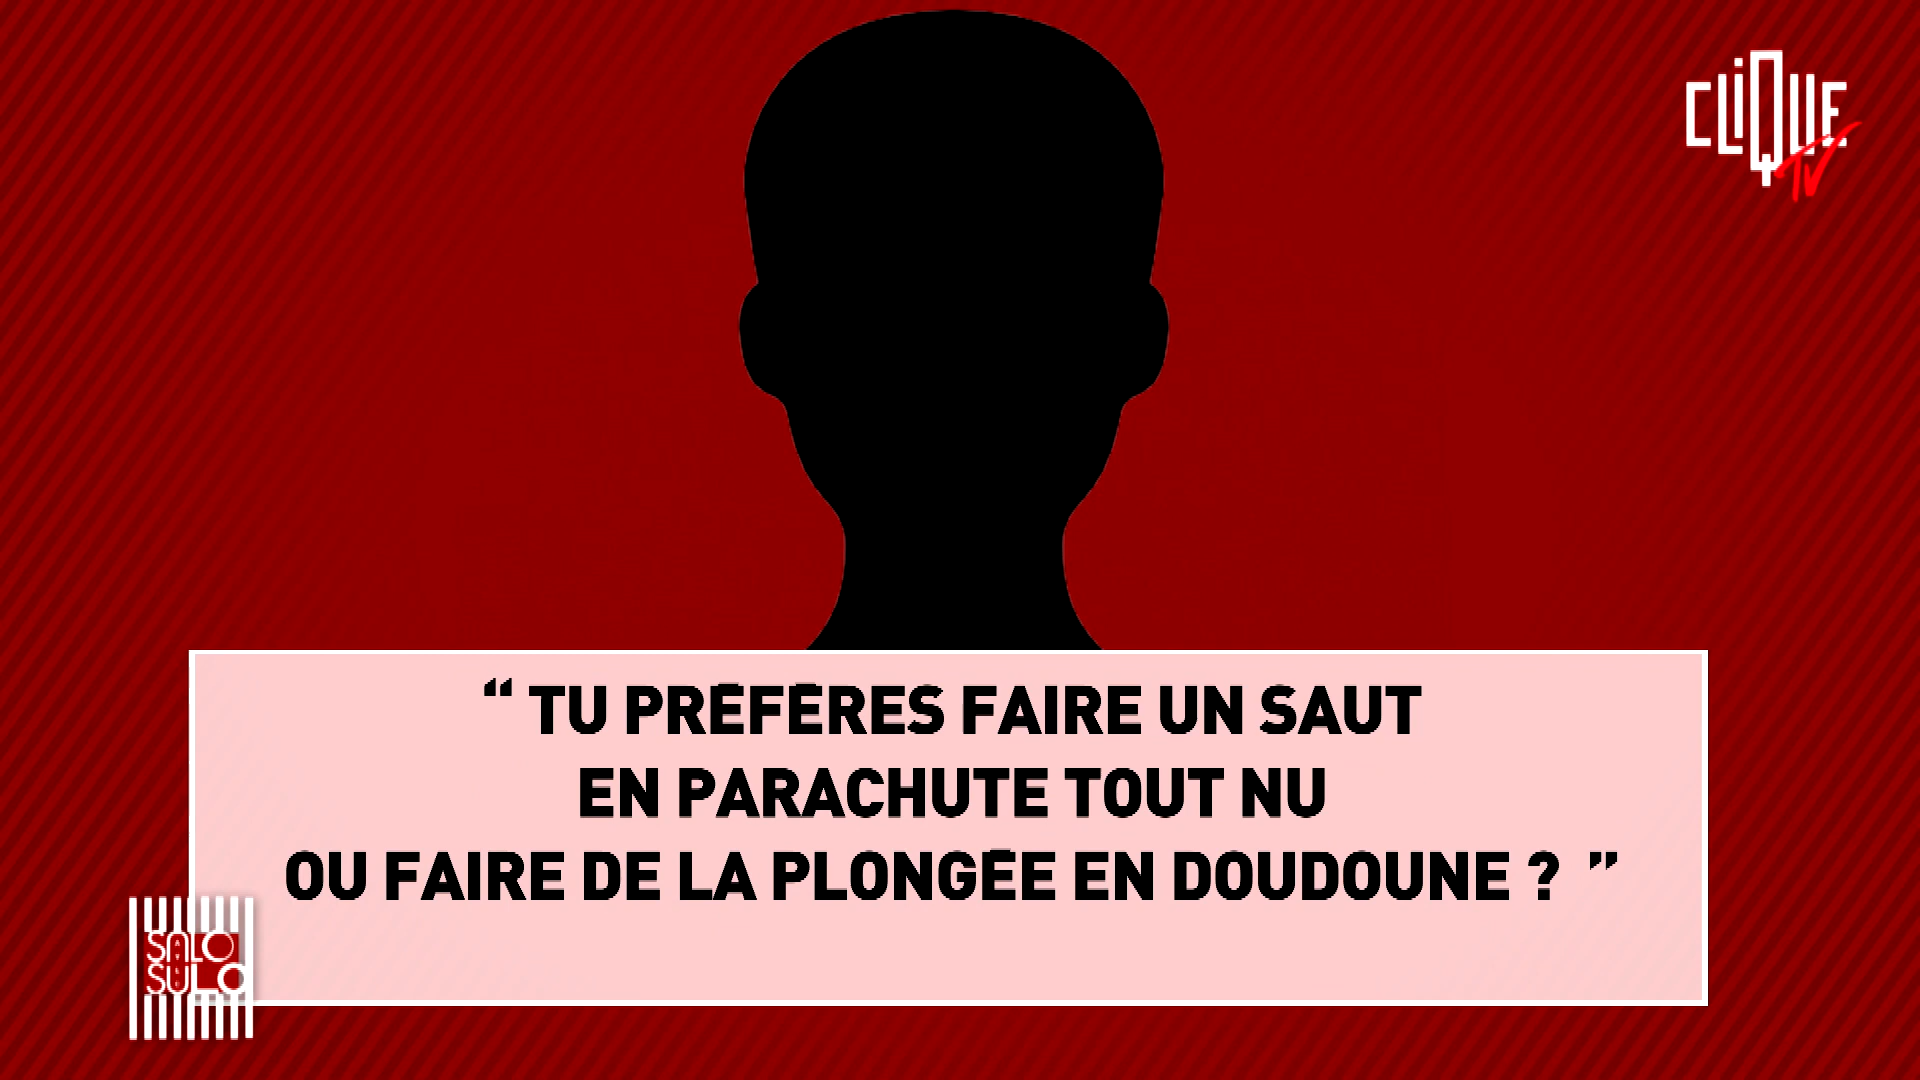 CLiQUE
TV
“ TU PRÉFÈRES FAIRE UN SAUT
EN PARACHUTE TOUT NU
OU FAIRE DE LA PLONGÉE EN DOUDOUNE ? ”
SALO
SULO